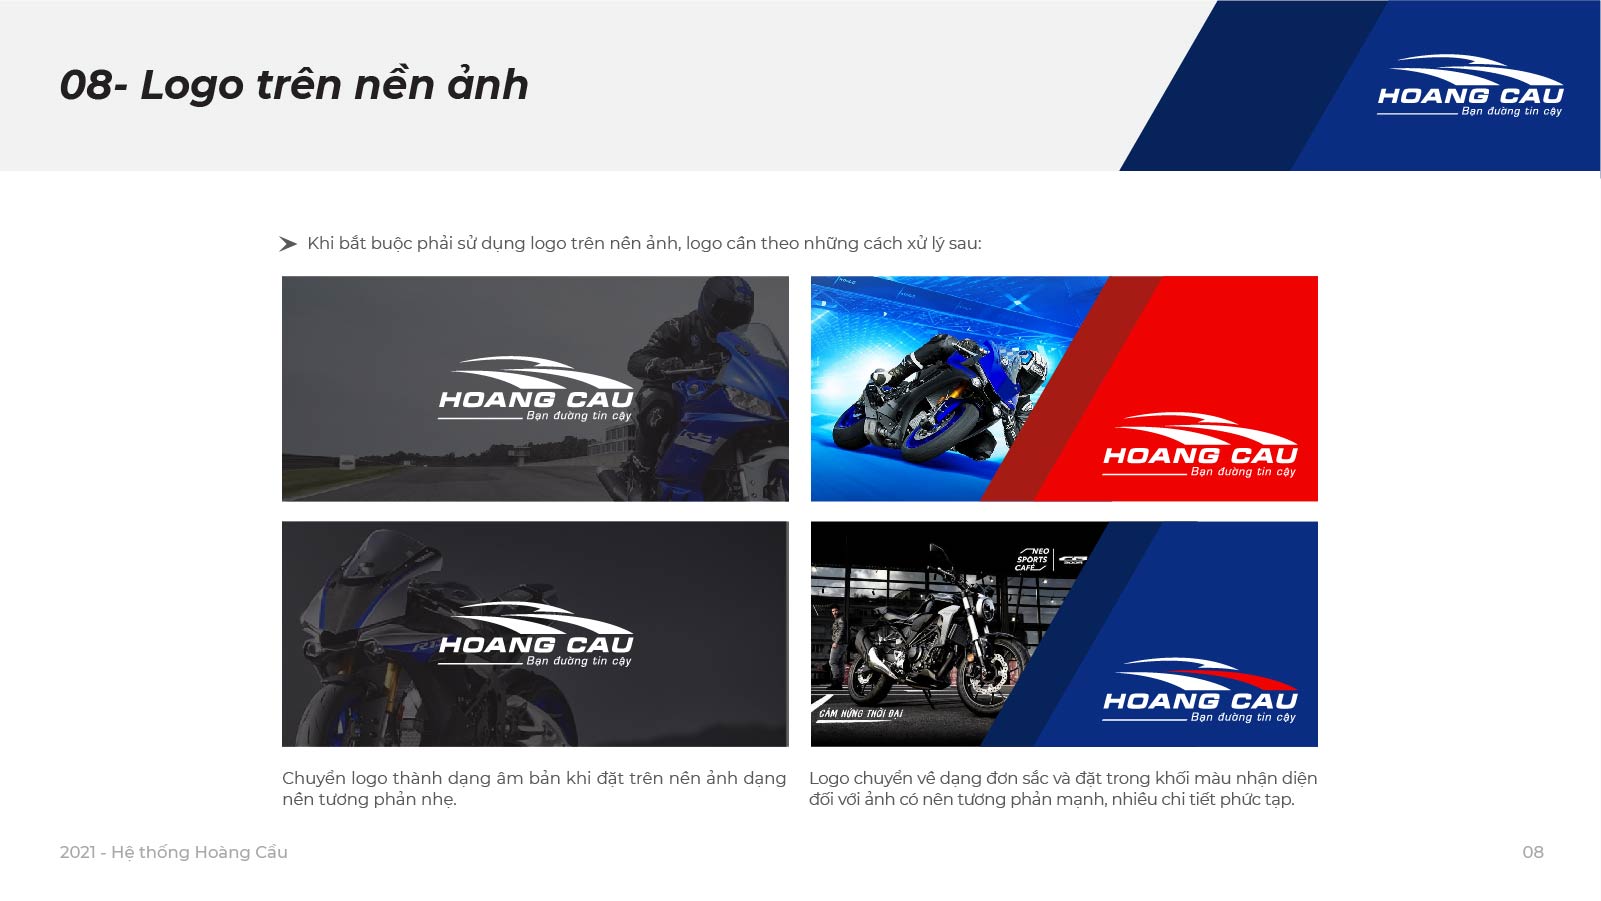 08- Logo trên nền ảnh
HOANG CAU
Bạn đường tin cậy
Khi bắt buộc phải sử dụng logo trên nền ảnh, logo cần theo những cách xử lý sau:
HOANG CAU
Bạn đường tin cậy
HOANG CAU
Bạn đường tin cậy
HOANG CAU
Bạn đường tin cậy
NEO
SPORTS
CAFÉ
CẢM HỨNG THỜI ĐẠI
HOANG CAU
Bạn đường tin cậy
Chuyển logo thành dạng âm bản khi đặt trên nền ảnh dạng
nền tương phản nhẹ.
Logo chuyển về dạng đơn sắc và đặt trong khối màu nhận diện
đối với ảnh có nên tương phản mạnh, nhiều chi tiết phức tạp.
2021 - Hệ thống Hoàng Cầu
08